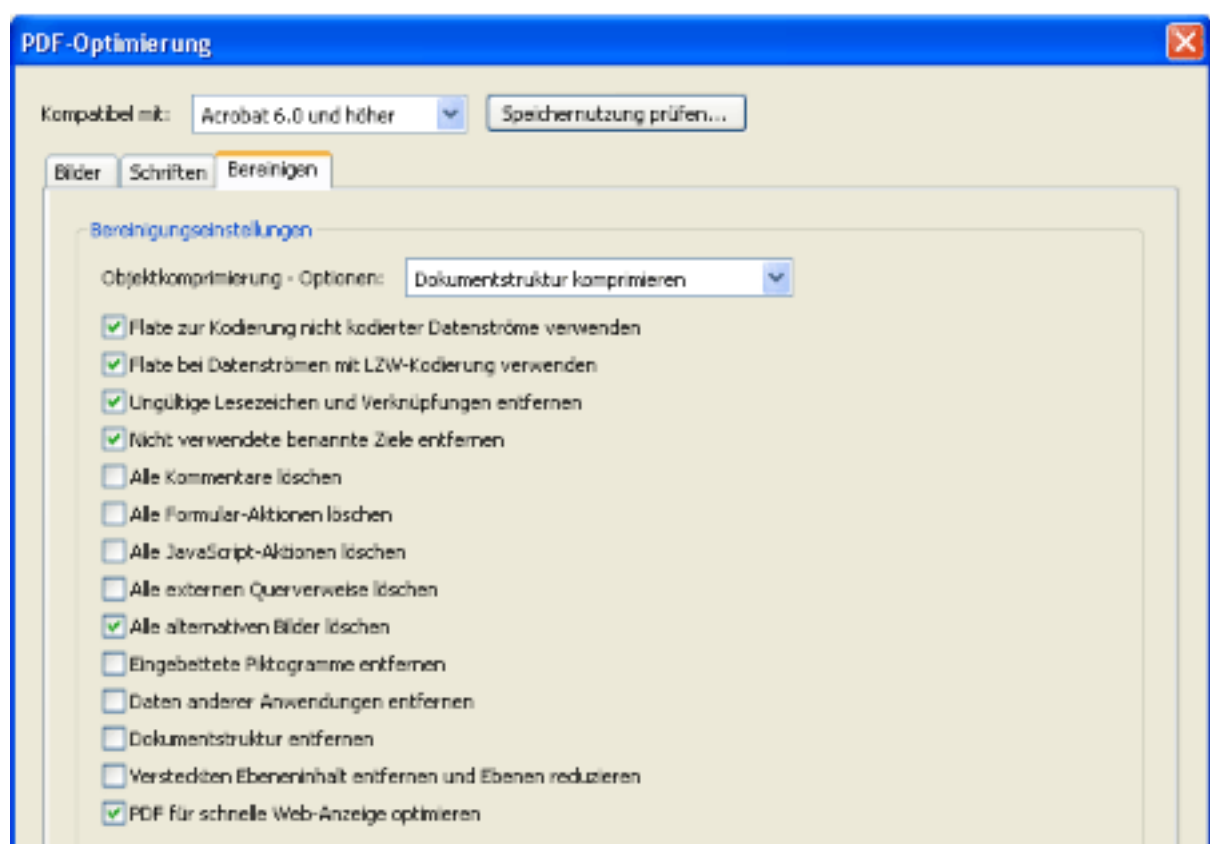 PDF-Optimierung
Kompatibel mit: Acrobat 6.0 und höher Speichernutzung prüfen...
Bilder Schriften Bereinigen
Bereinigungseinstellungen
Objektkomprimierung - Optionen: Dokumentstruktur komprimieren
Flate zur Kodierung nicht kodierter Datenströme verwenden
Flate bei Datenströmen mit LZW-Kodierung verwenden
Ungültige Lesezeichen und Verknüpfungen entfernen
Nicht verwendete benannte Ziele entfernen
Alle Kommentare löschen
Alle Formular-Aktionen löschen
Alle JavaScript-Aktionen löschen
Alle externen Querverweise löschen
Alle alternativen Bilder löschen
Eingebettete Piktogramme entfernen
Daten anderer Anwendungen entfernen
Dokumentstruktur entfernen
Versteckten Ebeneninhalt entfernen und Ebenen reduzieren
PDF für schnelle Web-Anzeige optimieren